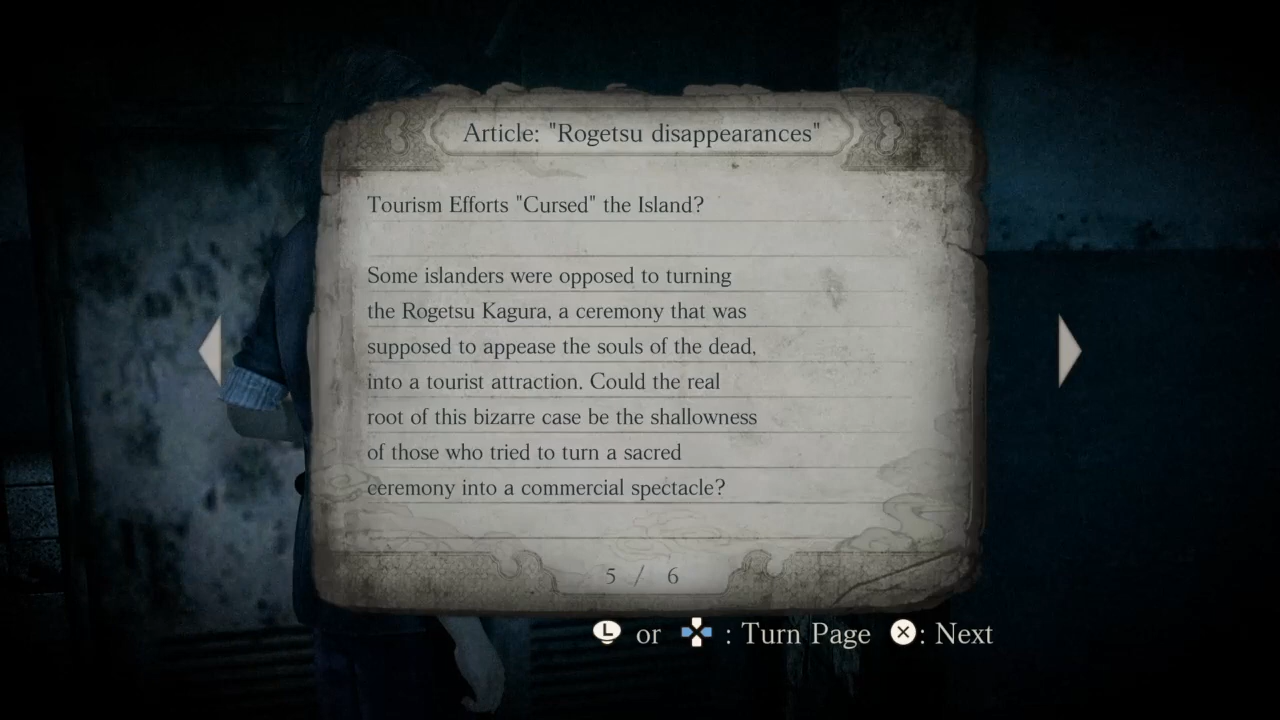 Article: "Rogetsu disappearances"
Tourism Efforts "Cursed" the Island?
Some islanders were opposed to turning
the Rogetsu Kagura, a ceremony that was
supposed to appease the souls of the dead,
into a tourist attraction. Could the real
root of this bizarre case be the shallowness
of those who tried to turn a sacred
ceremony into a commercial spectacle?
5 / 6
L or : Turn Page X: Next